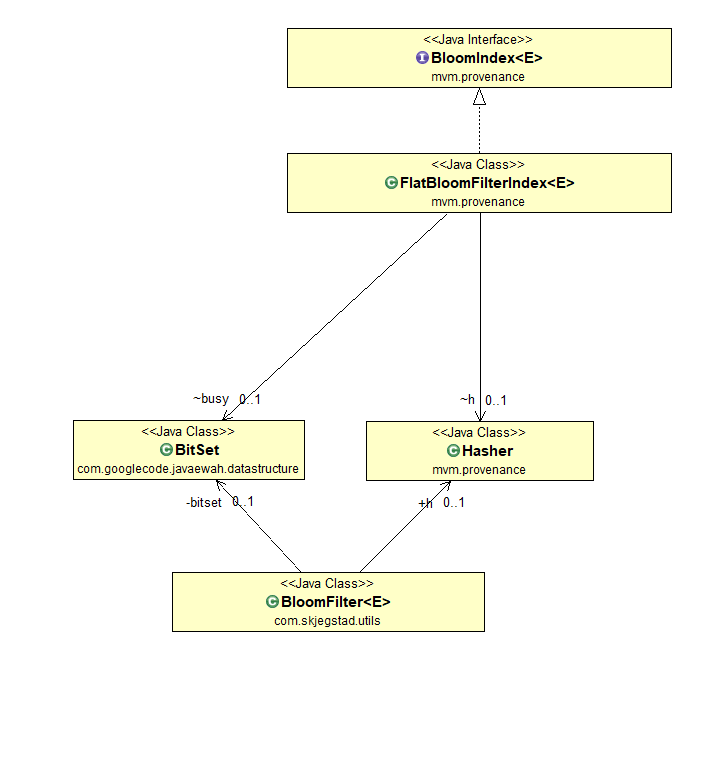 <<Java Interface>>
I BloomIndex<E>
mvm.provenance
<<Java Class>>
C FlatBloomFilterIndex<E>
mvm.provenance
~busy 0..1
~h 0..1
<<Java Class>>
C BitSet
com.googlecode.javaewah.datastructure
<<Java Class>>
C Hasher
mvm.provenance
-bitset 0..1
+h 0..1
<<Java Class>>
C BloomFilter<E>
com.skjegstad.utils